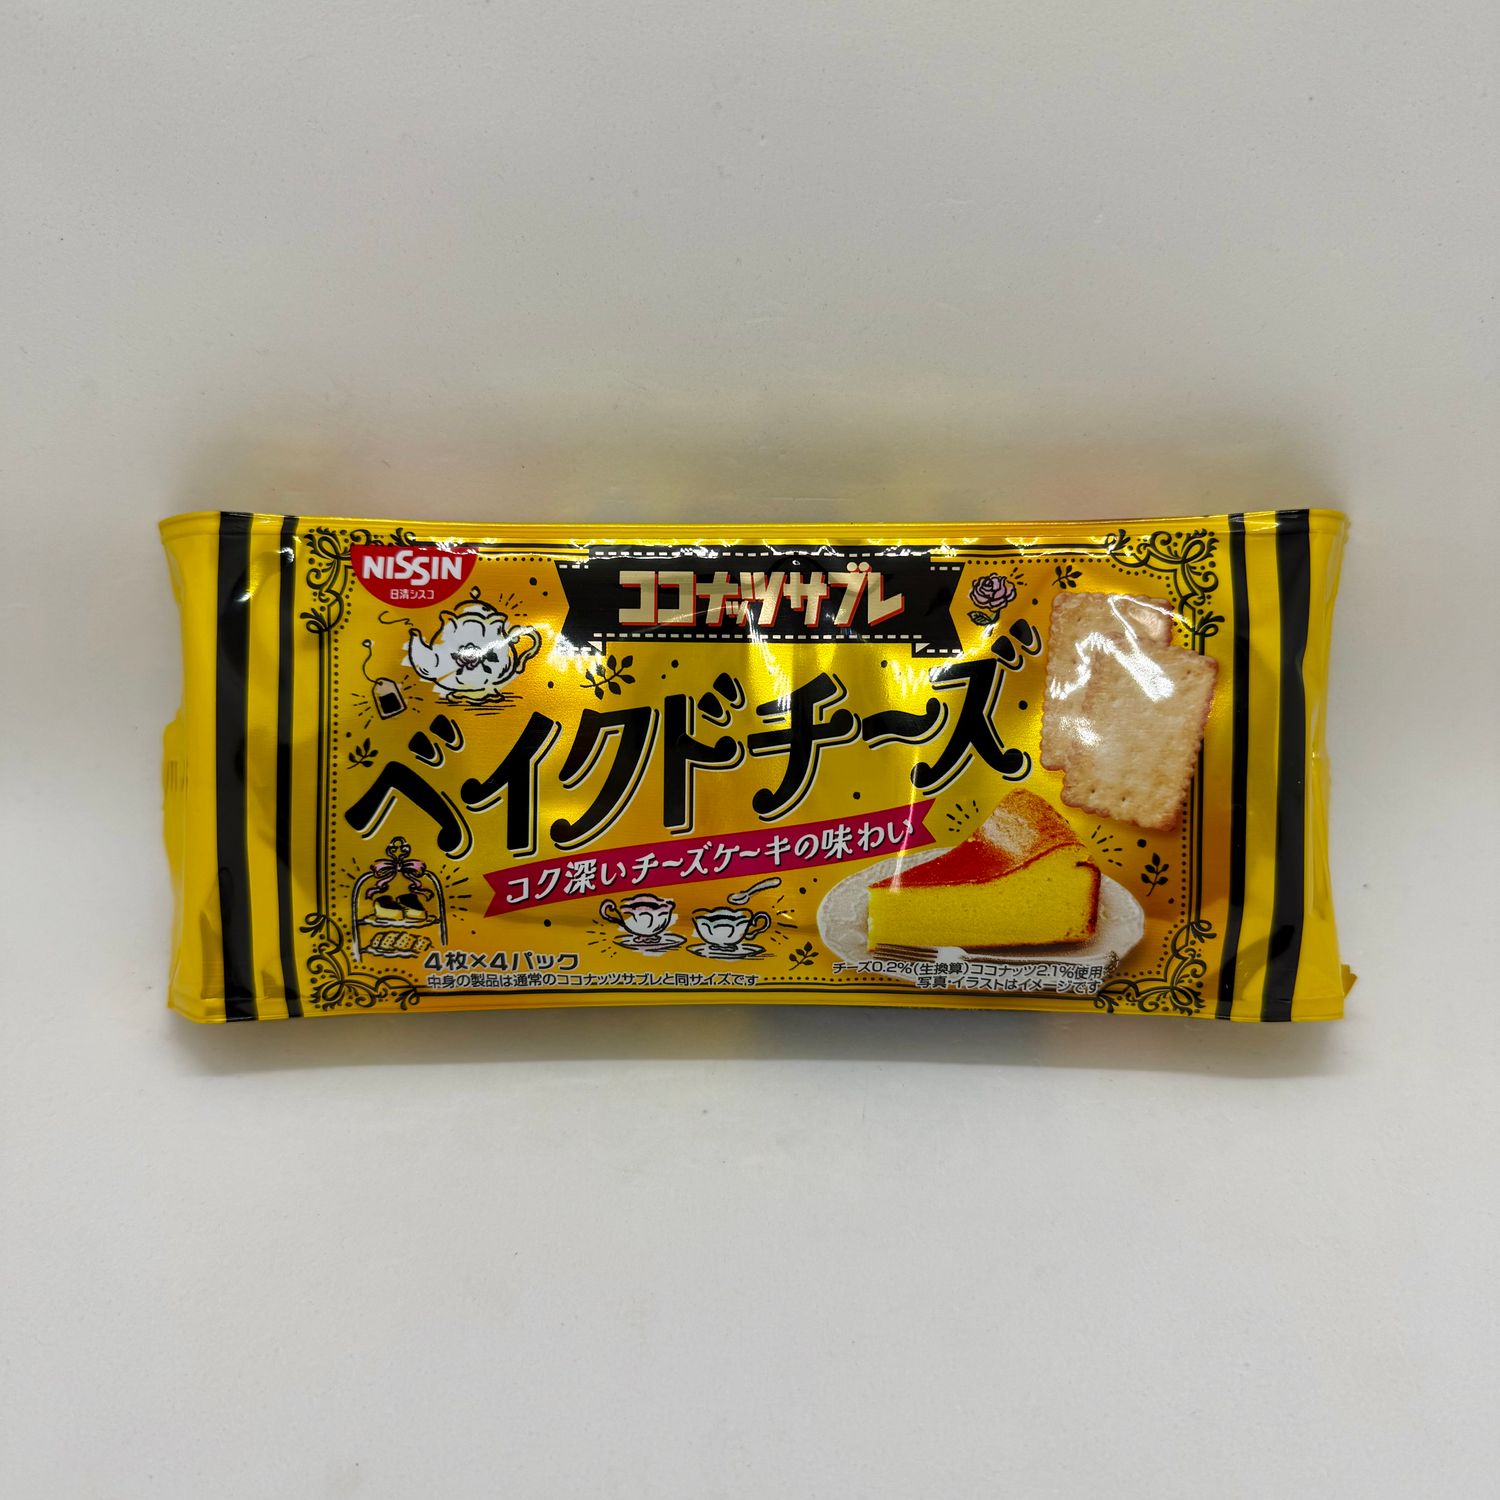 NISSIN
日清シスコ
ココナッツサブレ
ベイクドチーズ
コク深いチーズケーキの味わい
4枚×4パック
中身の製品は通常のココナッツサブレと同サイズです
チーズ0.2%(生換算)ココナッツ2.1%使用
写真・イラストはイメージです